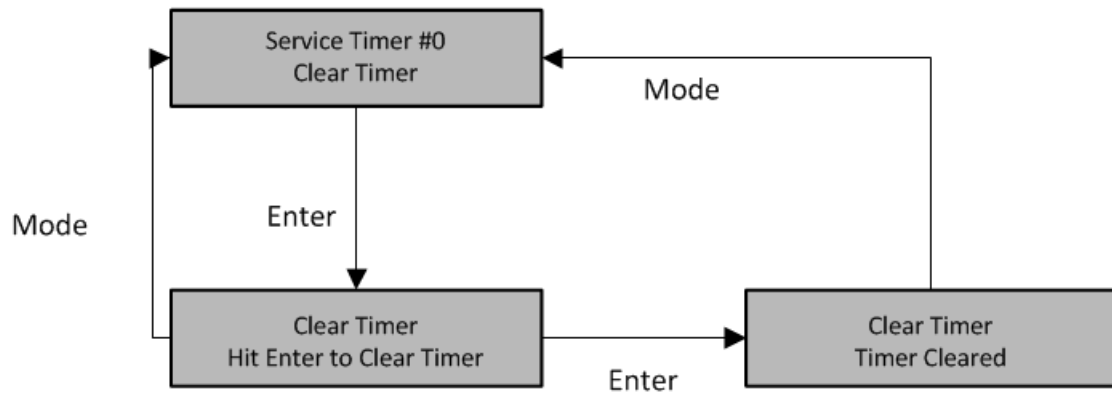 Service Timer #0
Clear Timer
Mode
Mode
Enter
Clear Timer
Hit Enter to Clear Timer
Enter
Clear Timer
Timer Cleared